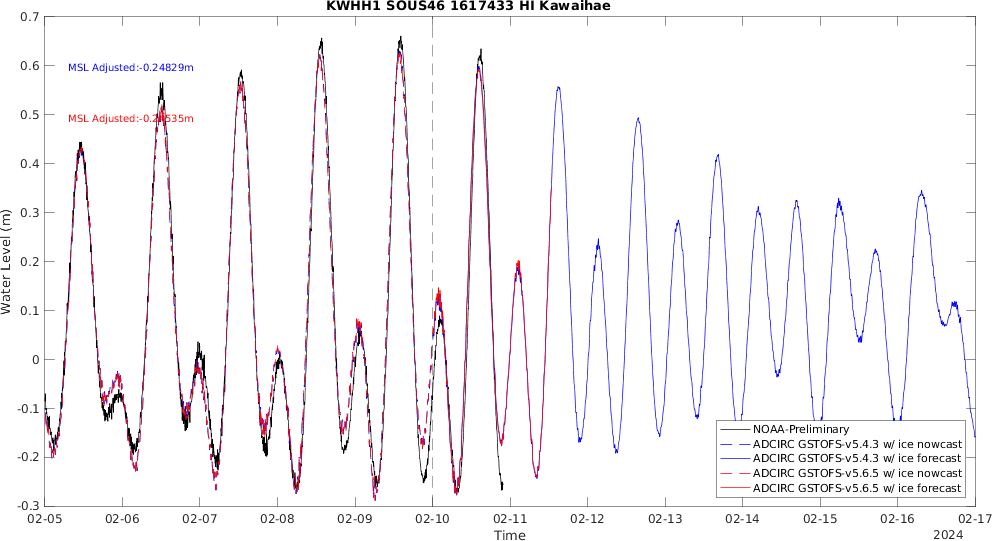 KWHH1 SOUS46 1617433 HI Kawaihae
0.7
0.6
0.5
0.4
0.3
0.2
0.1
0
-0.1
-0.2
-0.3
Water Level (m)
MSL Adjusted:-0.24829m
MSL Adjusted:-0.24535m
NOAA-Preliminary
ADCIRC GSTOFS-v5.4.3 w/ ice nowcast
ADCIRC GSTOFS-v5.4.3 w/ ice forecast
ADCIRC GSTOFS-v5.6.5 w/ ice nowcast
ADCIRC GSTOFS-v5.6.5 w/ ice forecast
02-05 02-06 02-07 02-08 02-09 02-10 02-11 02-12 02-13 02-14 02-15 02-16 02-17
Time
2024